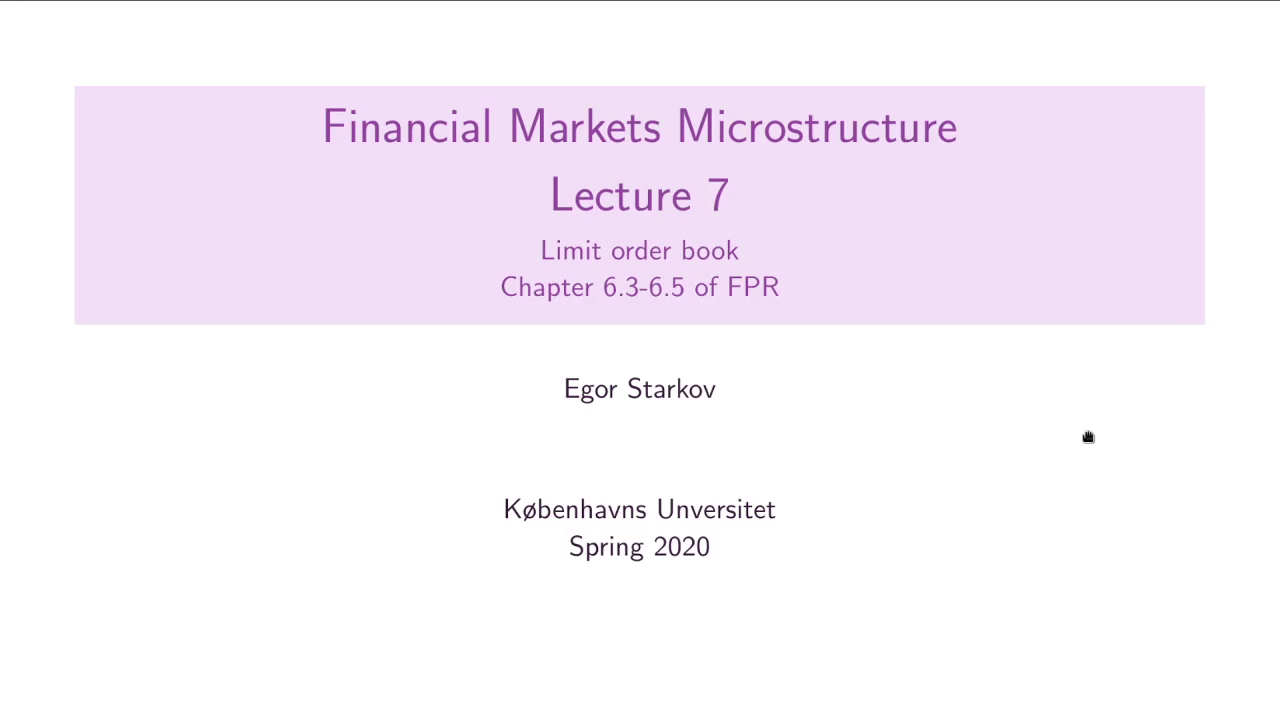 Financial Markets Microstructure
Lecture 7
Limit order book
Chapter 6.3-6.5 of FPR
Egor Starkov
Københavns Unversitet
Spring 2020